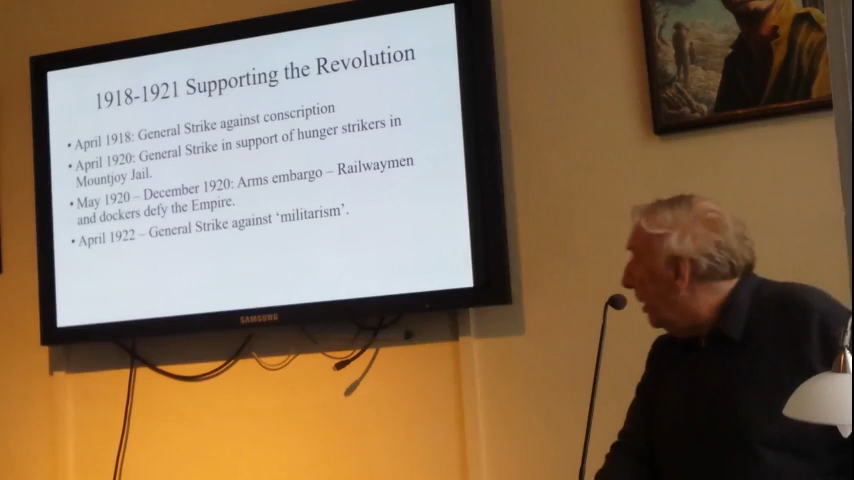 1918-1921 Supporting the Revolution
• April 1918: General Strike against conscription
• April 1920: General Strike in support of hunger strikers in
Mountjoy Jail.
• May 1920 – December 1920: Arms embargo – Railwaymen
and dockers defy the Empire.
• April 1922 – General Strike against ‘militarism’.
SAMSUNG